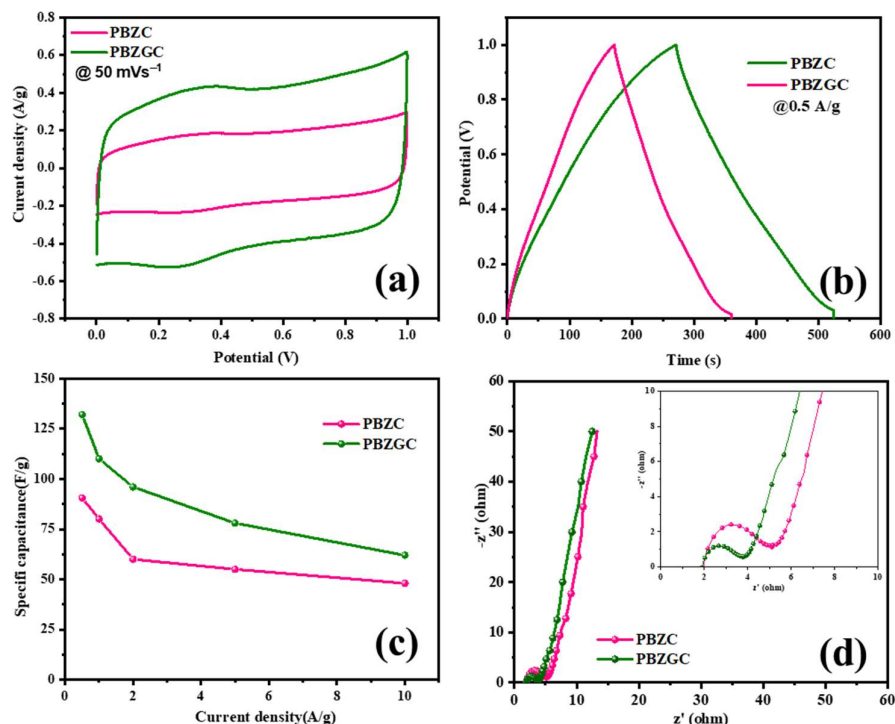 PBZC
PBZGC
@ 50 mVs⁻¹
0.8
0.6
0.4
0.2
0.0
-0.2
-0.4
-0.6
-0.8
Curent density (A/g)
(a)
0.0 0.2 0.4 0.6 0.8 1.0
Potential (V)
PBZC
PBZGC
@0.5 A/g
1.0
0.8
0.6
0.4
0.2
0.0
Potential (V)
(b)
0 100 200 300 400 500 600
Time (s)
PBZC
PBZGC
150
125
100
75
50
25
0
Specifi capacitance(F/g)
(c)
0 2 4 6 8 10
Current density(A/g)
60
50
40
30
20
10
0
-z'' (ohm)
10
8
6
4
2
0
-z'' (ohm)
0 2 4 6 8 10
z' (ohm)
PBZC
PBZGC
(d)
0 10 20 30 40 50 60
z' (ohm)